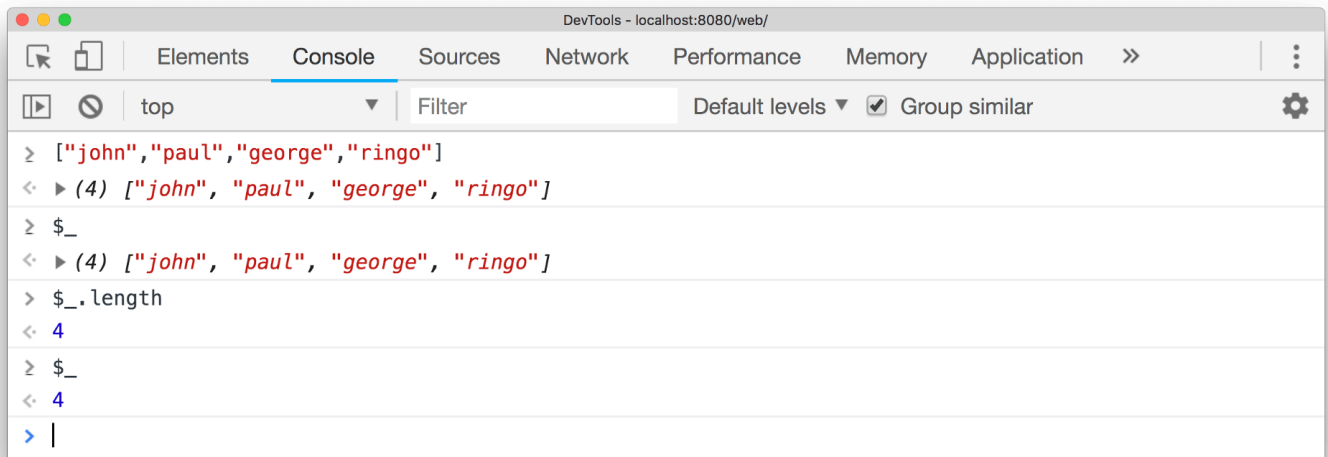 DevTools - localhost:8080/web/
Elements Console Sources Network Performance Memory Application »
top Filter Default levels Group similar
> ["john","paul","george","ringo"]
(4) ["john", "paul", "george", "ringo"]
> $_
(4) ["john", "paul", "george", "ringo"]
> $_.length
4
> $_
4
>